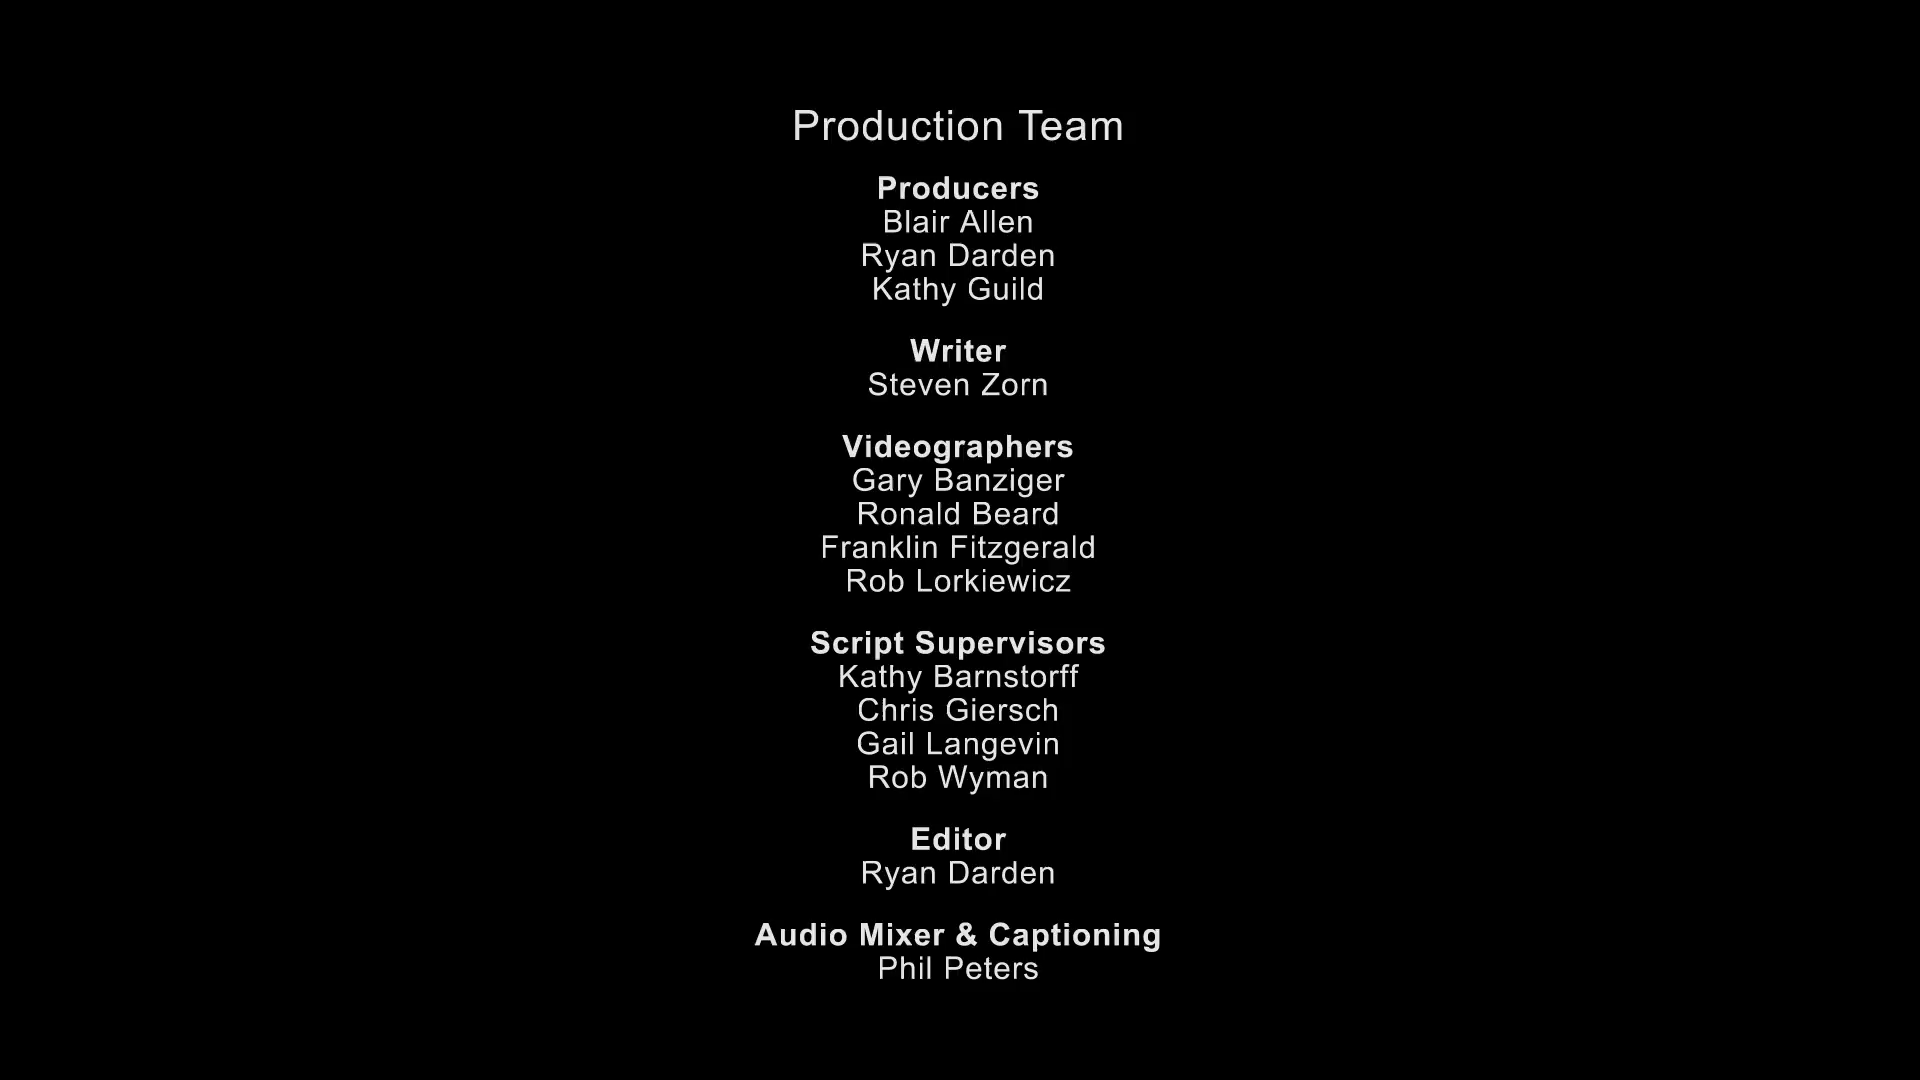 Production Team
Producers
Blair Allen
Ryan Darden
Kathy Guild
Writer
Steven Zorn
Videographers
Gary Banziger
Ronald Beard
Franklin Fitzgerald
Rob Lorkiewicz
Script Supervisors
Kathy Barnstorff
Chris Giersch
Gail Langevin
Rob Wyman
Editor
Ryan Darden
Audio Mixer & Captioning
Phil Peters